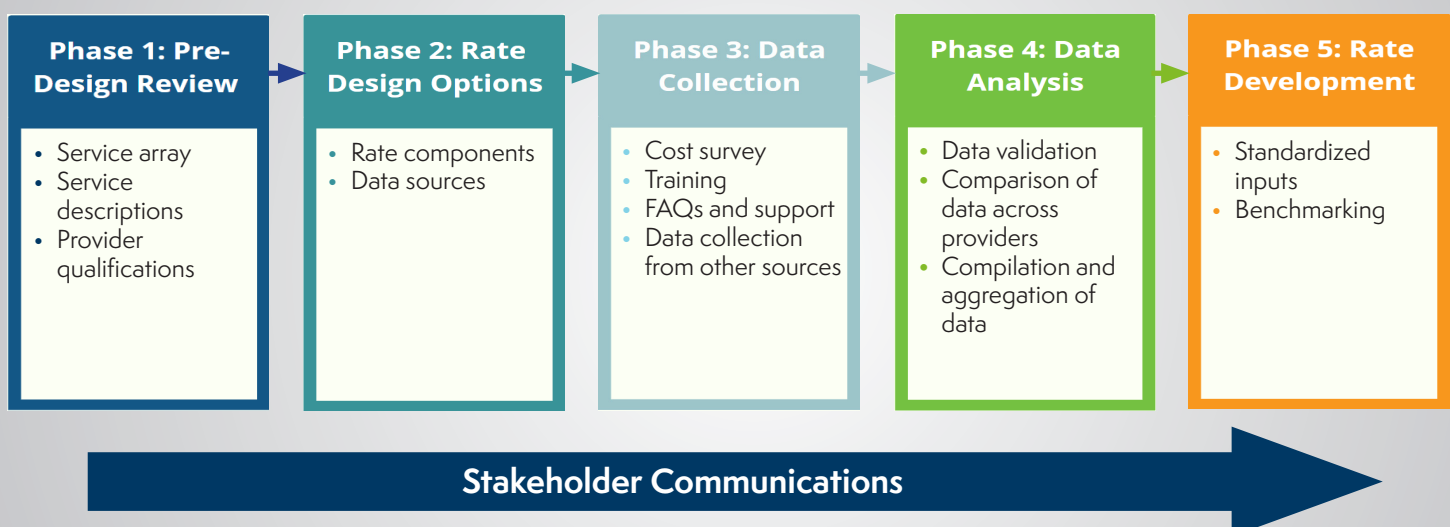 Phase 1: Pre-
Design Review
• Service array
• Service
descriptions
• Provider
qualifications
Phase 2: Rate
Design Options
• Rate components
• Data sources
Phase 3: Data
Collection
• Cost survey
• Training
• FAQs and support
• Data collection
from other sources
Phase 4: Data
Analysis
• Data validation
• Comparison of
data across
providers
• Compilation and
aggregation of
data
Phase 5: Rate
Development
• Standardized
inputs
• Benchmarking
Stakeholder Communications